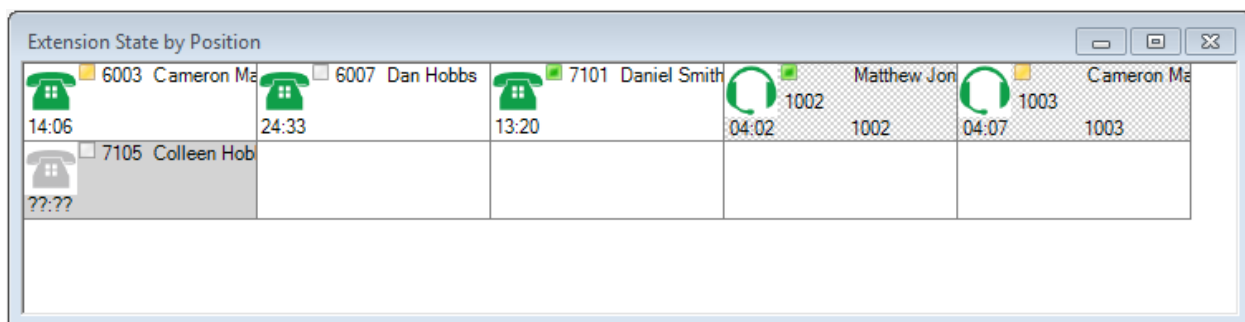 Extension State by Position
6003 Cameron Ma
14:06
6007 Dan Hobbs
24:33
7101 Daniel Smith
13:20
Matthew Jon
1002
04:02 1002
Cameron Ma
1003
04:07 1003
7105 Colleen Hob
??:??